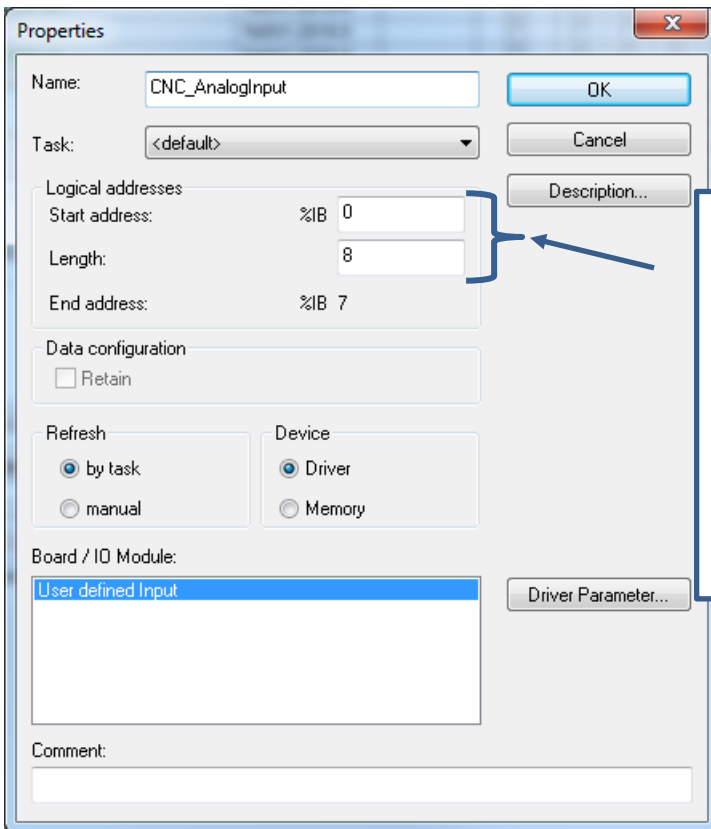 Properties
Name: CNC_AnalogInput OK
Task: <default> Cancel
Logical addresses Description...
Start address: %IB 0
Length: 8
End address: %IB 7
Data configuration
Retain
Refresh Device
by task Driver
manual Memory
Board / IO Module:
User defined Input Driver Parameter...
Comment: